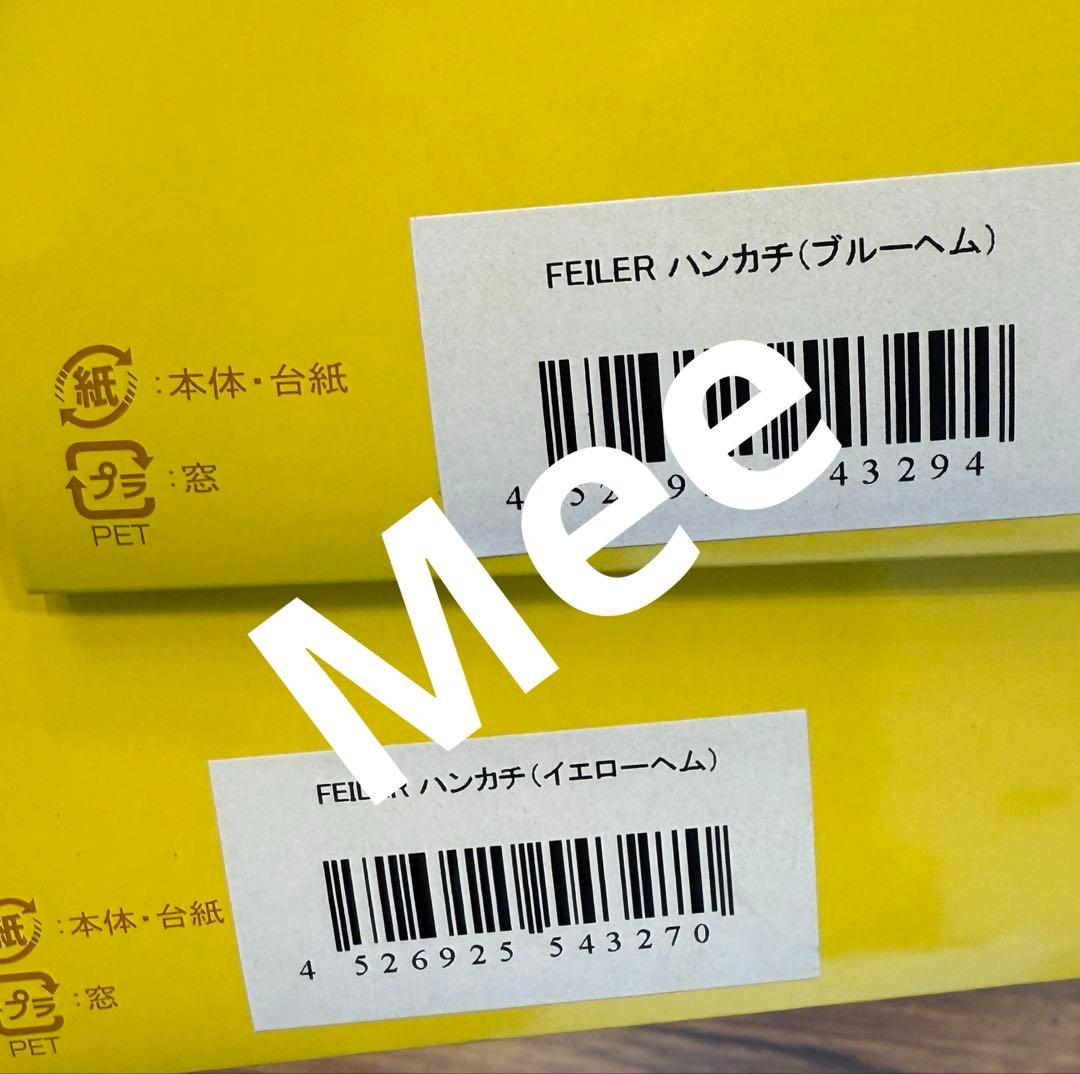 FEILER ハンカチ(ブルーヘム)
紙:本体・台紙
43294
プラ:窓
PET
Mee
FEILER ハンカチ(イエローヘム)
紙:本体・台紙
4 526925 543270
プラ:窓
PET